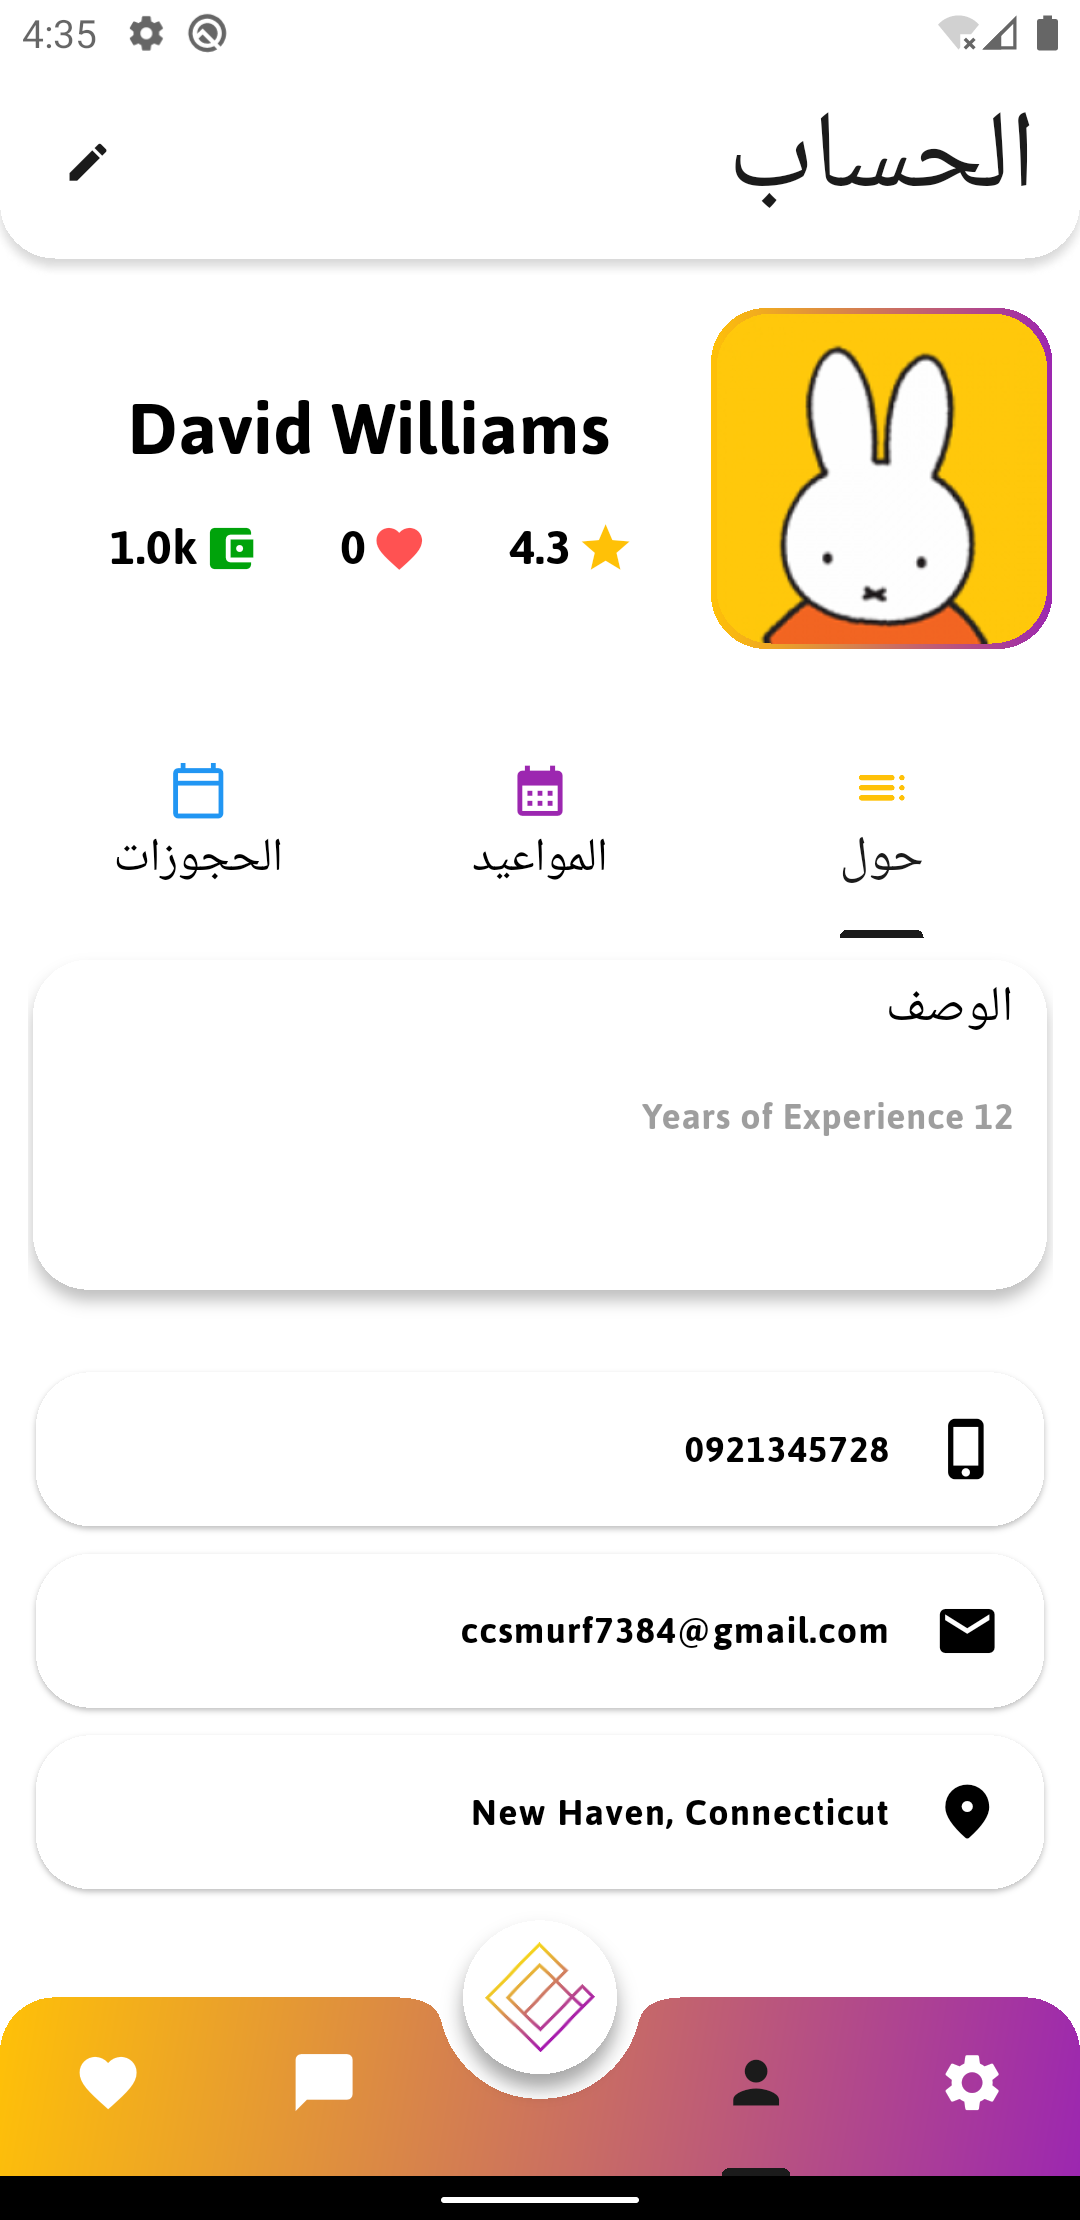 4:35
الحساب
David Williams
4.3 0 1.0k
حول المواعيد الحجوزات
الوصف
Years of Experience 12
0921345728
ccsmurf7384@gmail.com
New Haven, Connecticut